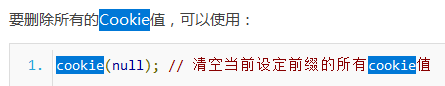 要删除所有的Cookie值，可以使用：
1. cookie(null); // 清空当前设定前缀的所有cookie值